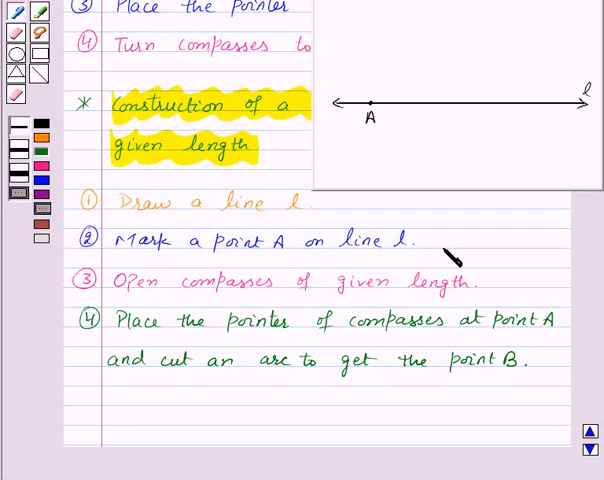 ③ Place the pointer
④ Turn compasses to
* Construction of a
given length.
① Draw a line l.
② Mark a point A on line l.
③ Open compasses of given length.
④ Place the pointer of compasses at point A
and cut an arc to get the point B.
l
A